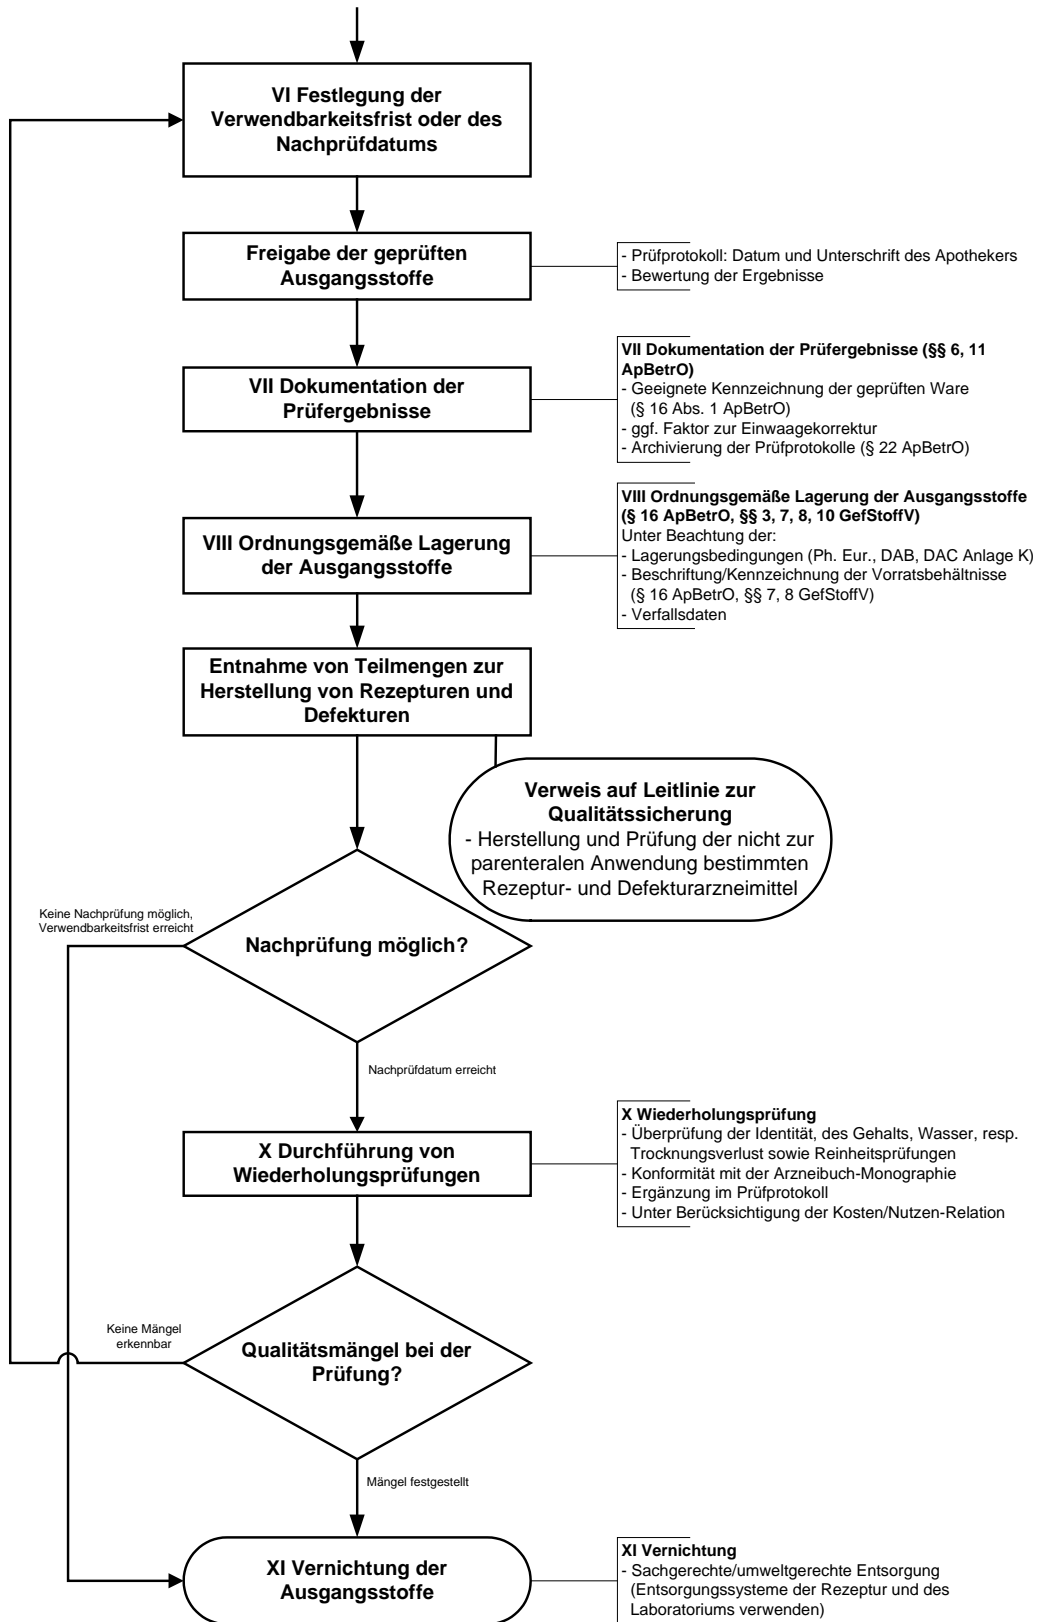 VI Festlegung der
Verwendbarkeitsfrist oder des
Nachprüfdatums
Freigabe der geprüften
Ausgangsstoffe
- Prüfprotokoll: Datum und Unterschrift des Apothekers
- Bewertung der Ergebnisse
VII Dokumentation der
Prüfergebnisse
VII Dokumentation der Prüfergebnisse (§§ 6, 11
ApBetrO)
- Geeignete Kennzeichnung der geprüften Ware
(§ 16 Abs. 1 ApBetrO)
- ggf. Faktor zur Einwaagekorrektur
- Archivierung der Prüfprotokolle (§ 22 ApBetrO)
VIII Ordnungsgemäße Lagerung
der Ausgangsstoffe
VIII Ordnungsgemäße Lagerung der Ausgangsstoffe
(§ 16 ApBetrO, §§ 3, 7, 8, 10 GefStoffV)
Unter Beachtung der:
- Lagerungsbedingungen (Ph. Eur., DAB, DAC Anlage K)
- Beschriftung/Kennzeichnung der Vorratsbehältnisse
(§ 16 ApBetrO, §§ 7, 8 GefStoffV)
- Verfallsdaten
Entnahme von Teilmengen zur
Herstellung von Rezepturen und
Defekturen
Verweis auf Leitlinie zur
Qualitätssicherung
- Herstellung und Prüfung der nicht zur
parenteralen Anwendung bestimmten
Rezeptur- und Defekturarzneimittel
Keine Nachprüfung möglich,
Verwendbarkeitsfrist erreicht
Nachprüfung möglich?
Nachprüfdatum erreicht
X Durchführung von
Wiederholungsprüfungen
X Wiederholungsprüfung
- Überprüfung der Identität, des Gehalts, Wasser, resp.
Trocknungsverlust sowie Reinheitsprüfungen
- Konformität mit der Arzneibuch-Monographie
- Ergänzung im Prüfprotokoll
- Unter Berücksichtigung der Kosten/Nutzen-Relation
Keine Mängel
erkennbar
Qualitätsmängel bei der
Prüfung?
Mängel festgestellt
XI Vernichtung der
Ausgangsstoffe
XI Vernichtung
- Sachgerechte/umweltgerechte Entsorgung
(Entsorgungssysteme der Rezeptur und des
Laboratoriums verwenden)